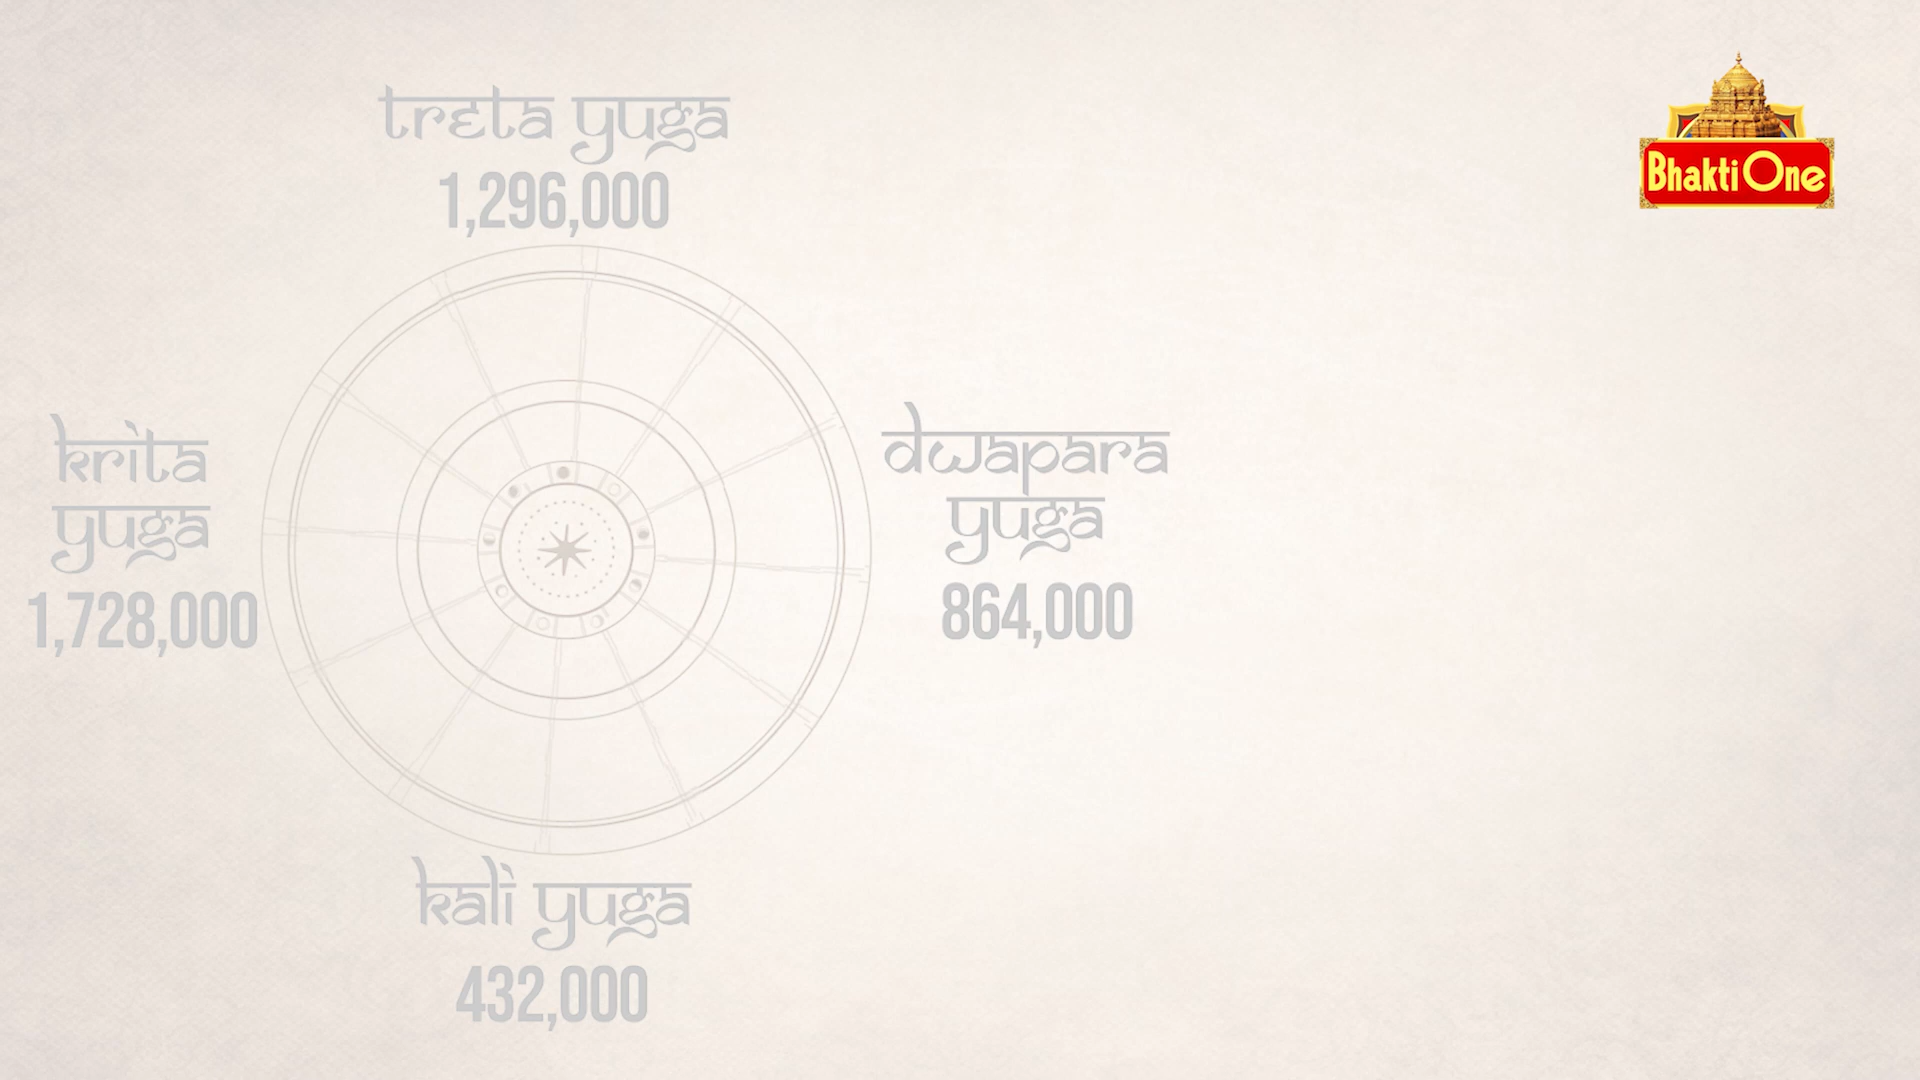 treta yuga
1,296,000
krita
yuga
1,728,000
dwapara
yuga
864,000
kali yuga
432,000
Bhakti One